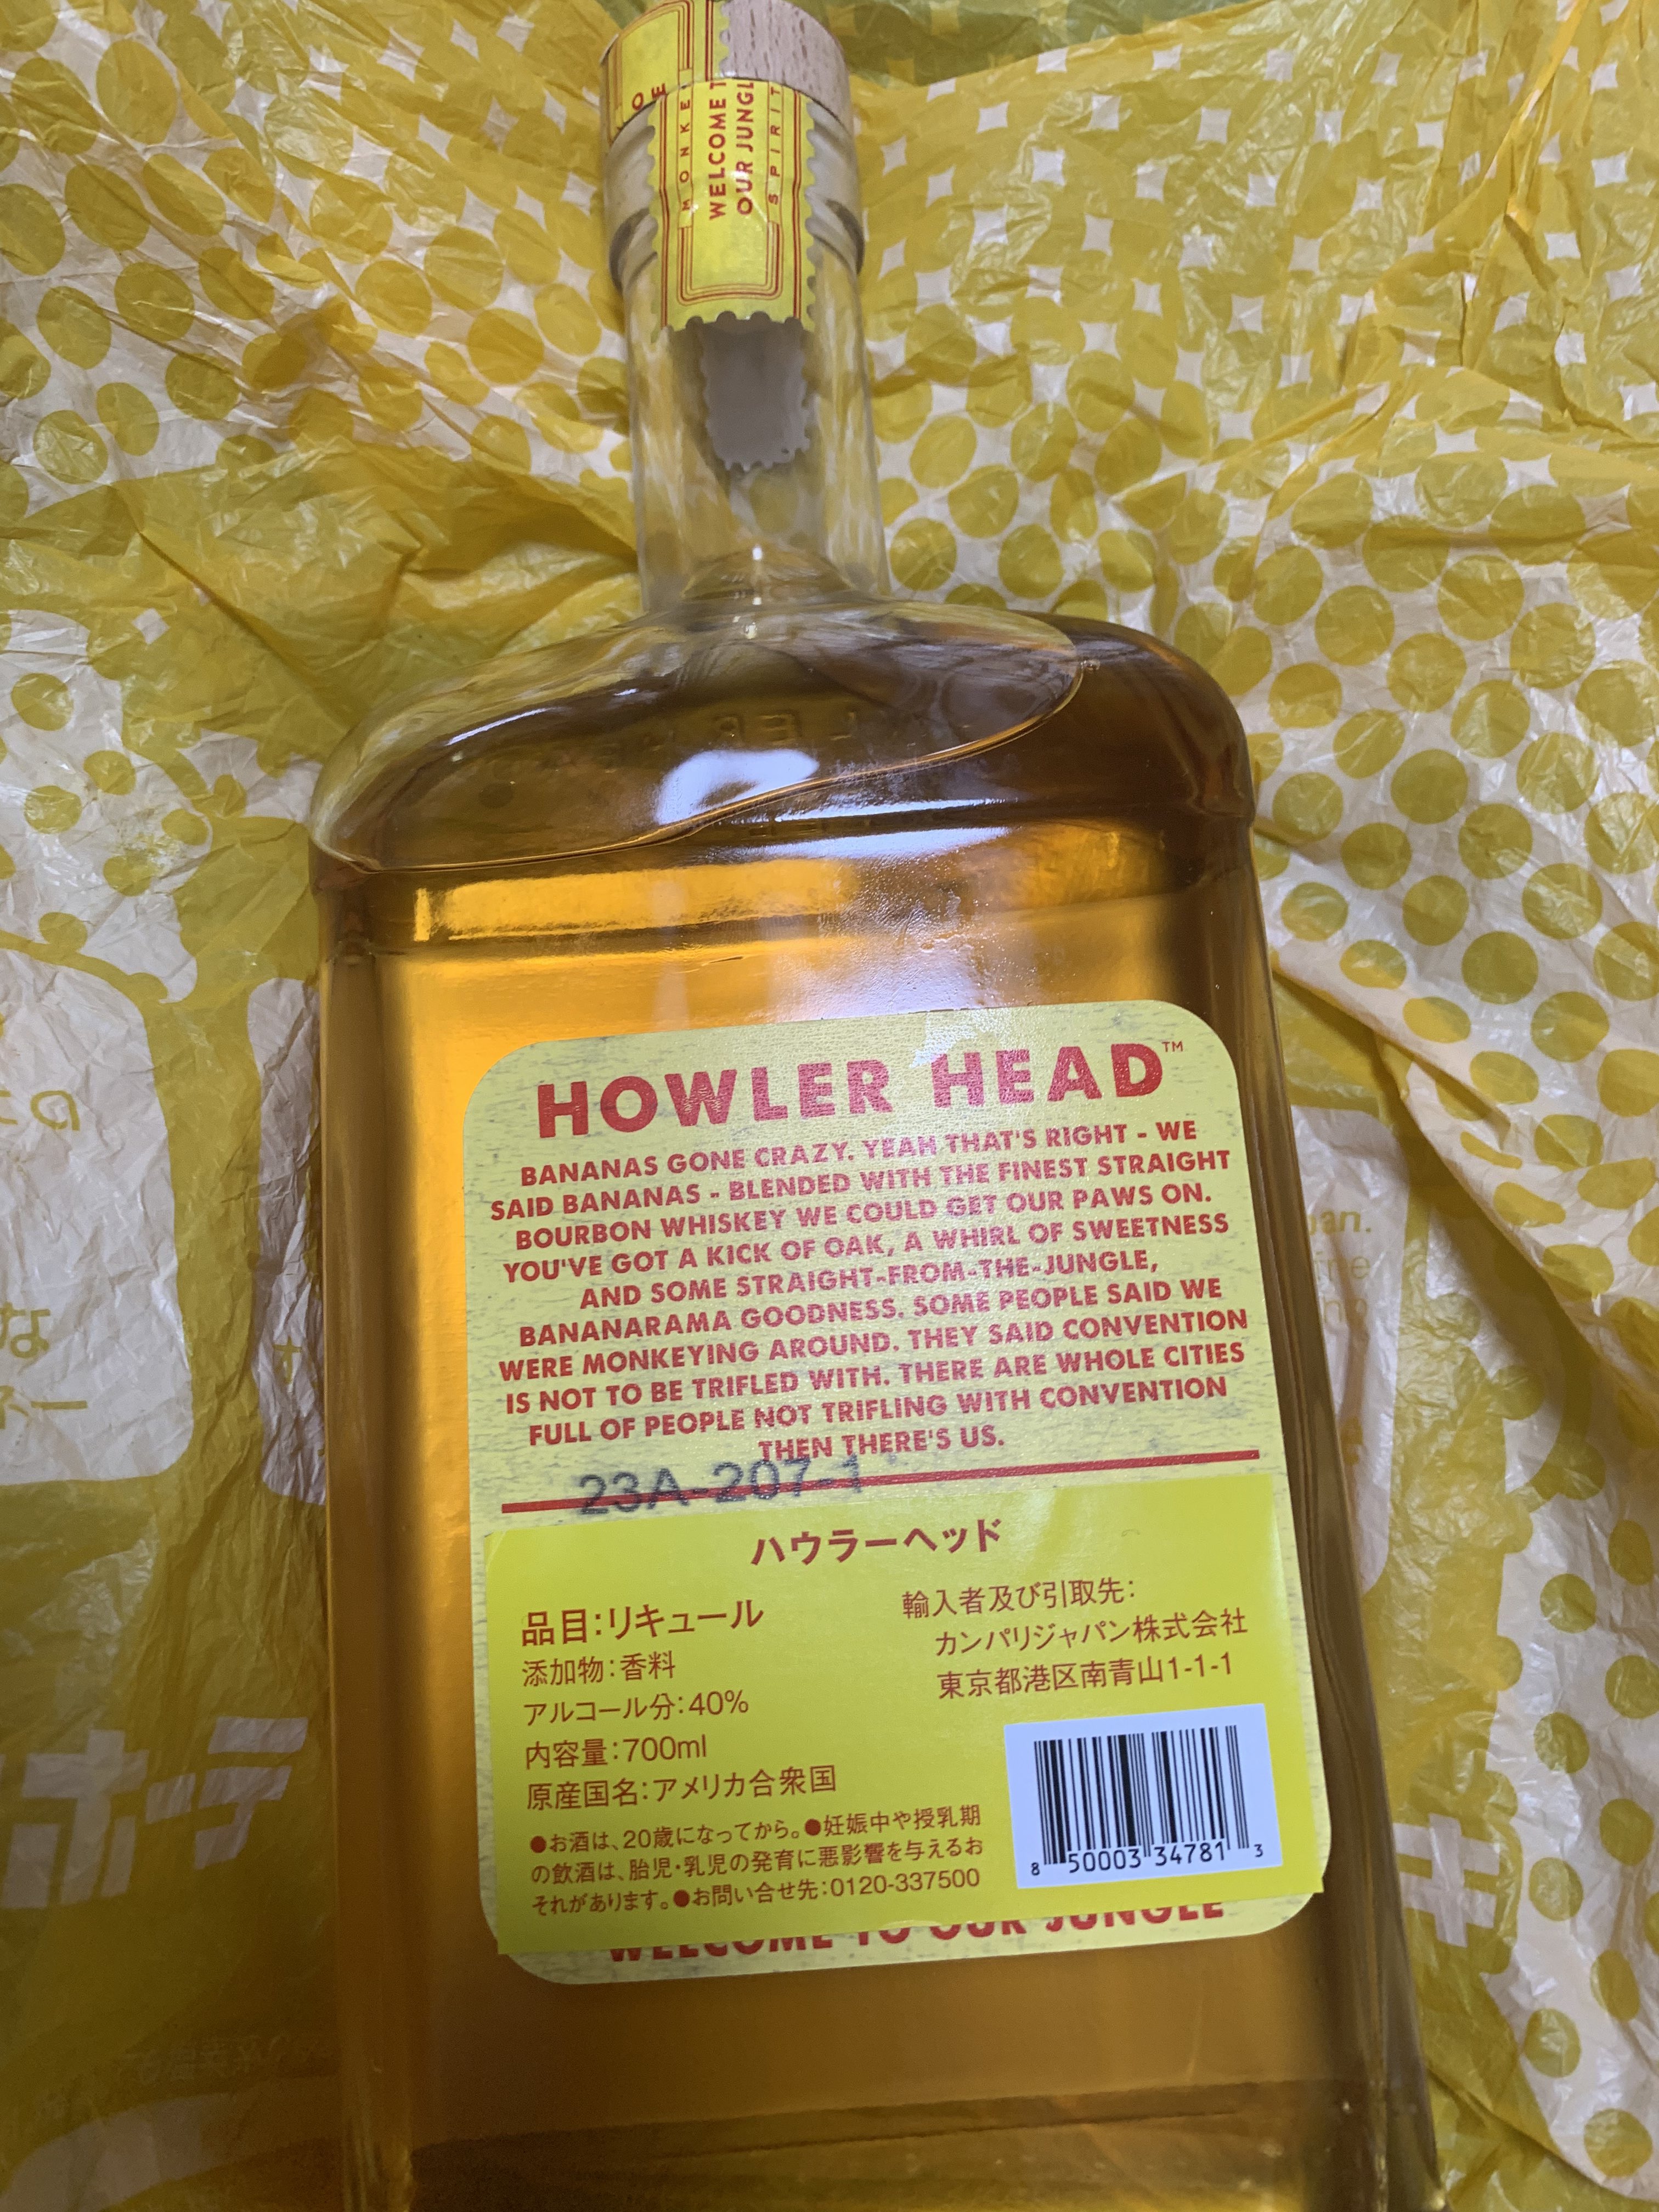 MONKE
WELCOME T
OUR JUNGL
SPIRIT
HOWLER HEAD™
BANANAS GONE CRAZY. YEAH THAT'S RIGHT - WE
SAID BANANAS - BLENDED WITH THE FINEST STRAIGHT
BOURBON WHISKEY WE COULD GET OUR PAWS ON.
YOU'VE GOT A KICK OF OAK, A WHIRL OF SWEETNESS
AND SOME STRAIGHT-FROM-THE-JUNGLE,
BANANARAMA GOODNESS. SOME PEOPLE SAID WE
WERE MONKEYING AROUND. THEY SAID CONVENTION
IS NOT TO BE TRIFLED WITH. THERE ARE WHOLE CITIES
FULL OF PEOPLE NOT TRIFLING WITH CONVENTION
THEN THERE'S US.
23A-207-1
ハウラーヘッド
品目:リキュール
添加物:香料
アルコール分:40%
内容量:700ml
原産国名:アメリカ合衆国
輸入者及び引取先:
カンパリジャパン株式会社
東京都港区南青山1-1-1
●お酒は、20歳になってから。●妊娠中や授乳期
の飲酒は、胎児・乳児の発育に悪影響を与えるお
それがあります。●お問い合せ先:0120-337500
8 50003 34781 3
WELCOME TO OUR JUNGLE